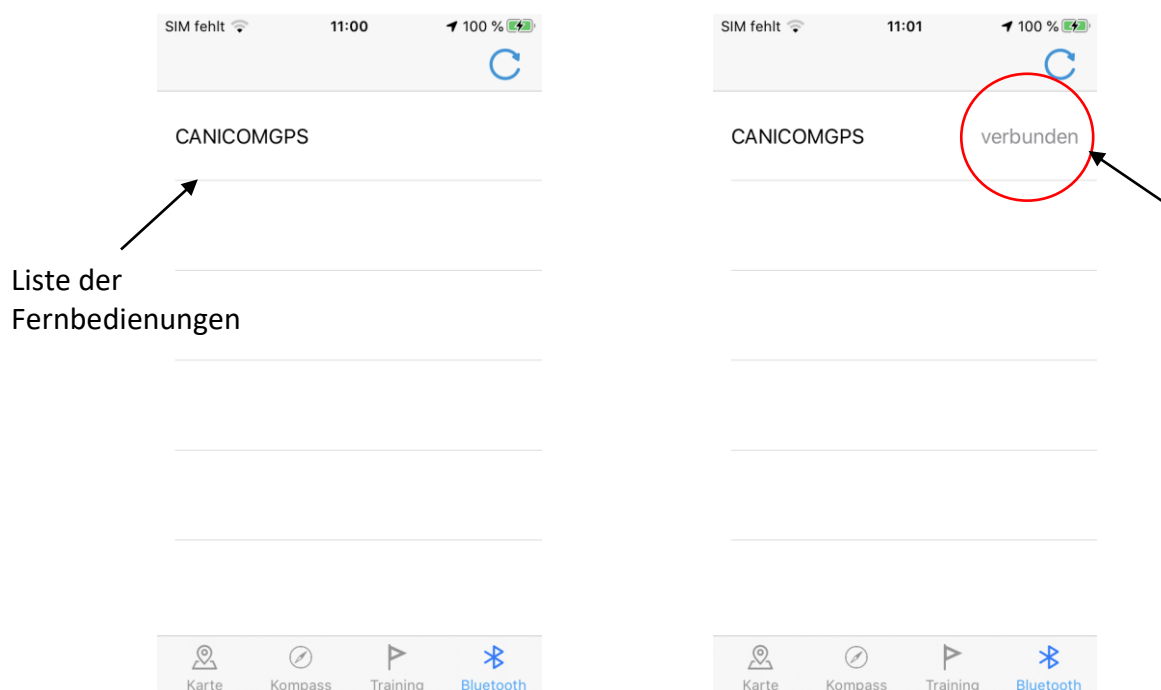 SIM fehlt 11:00 100 %
CANICOMGPS
Liste der
Fernbedienungen
Karte Kompass Training Bluetooth
SIM fehlt 11:01 100 %
CANICOMGPS verbunden
Karte Kompass Training Bluetooth